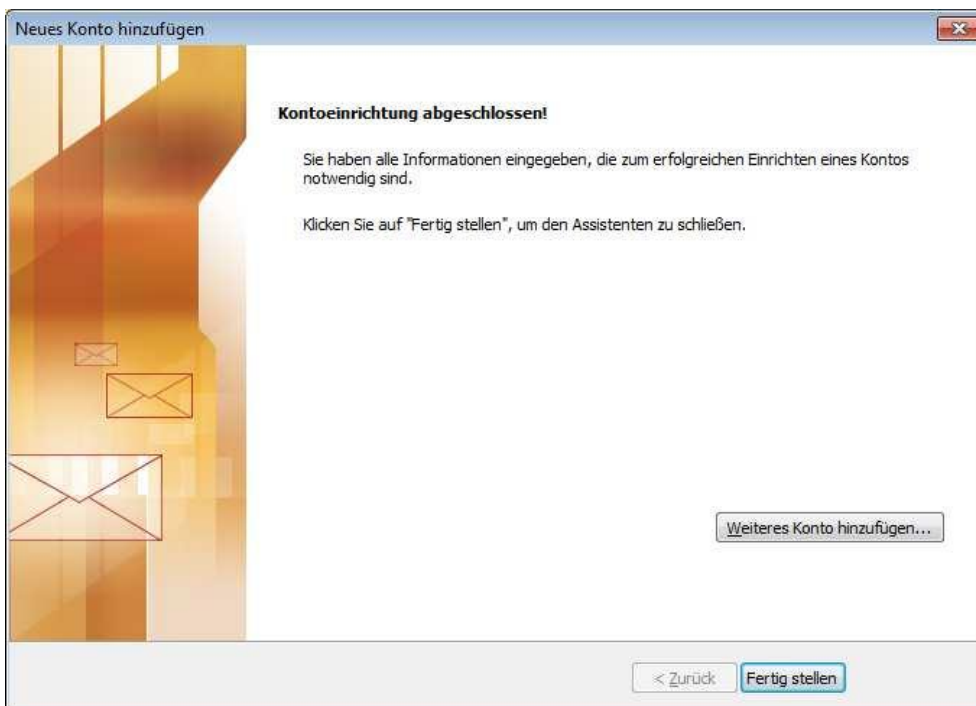 Neues Konto hinzufügen
Kontoeinrichtung abgeschlossen!
Sie haben alle Informationen eingegeben, die zum erfolgreichen Einrichten eines Kontos
notwendig sind.
Klicken Sie auf "Fertig stellen", um den Assistenten zu schließen.
Weiteres Konto hinzufügen...
< Zurück
Fertig stellen